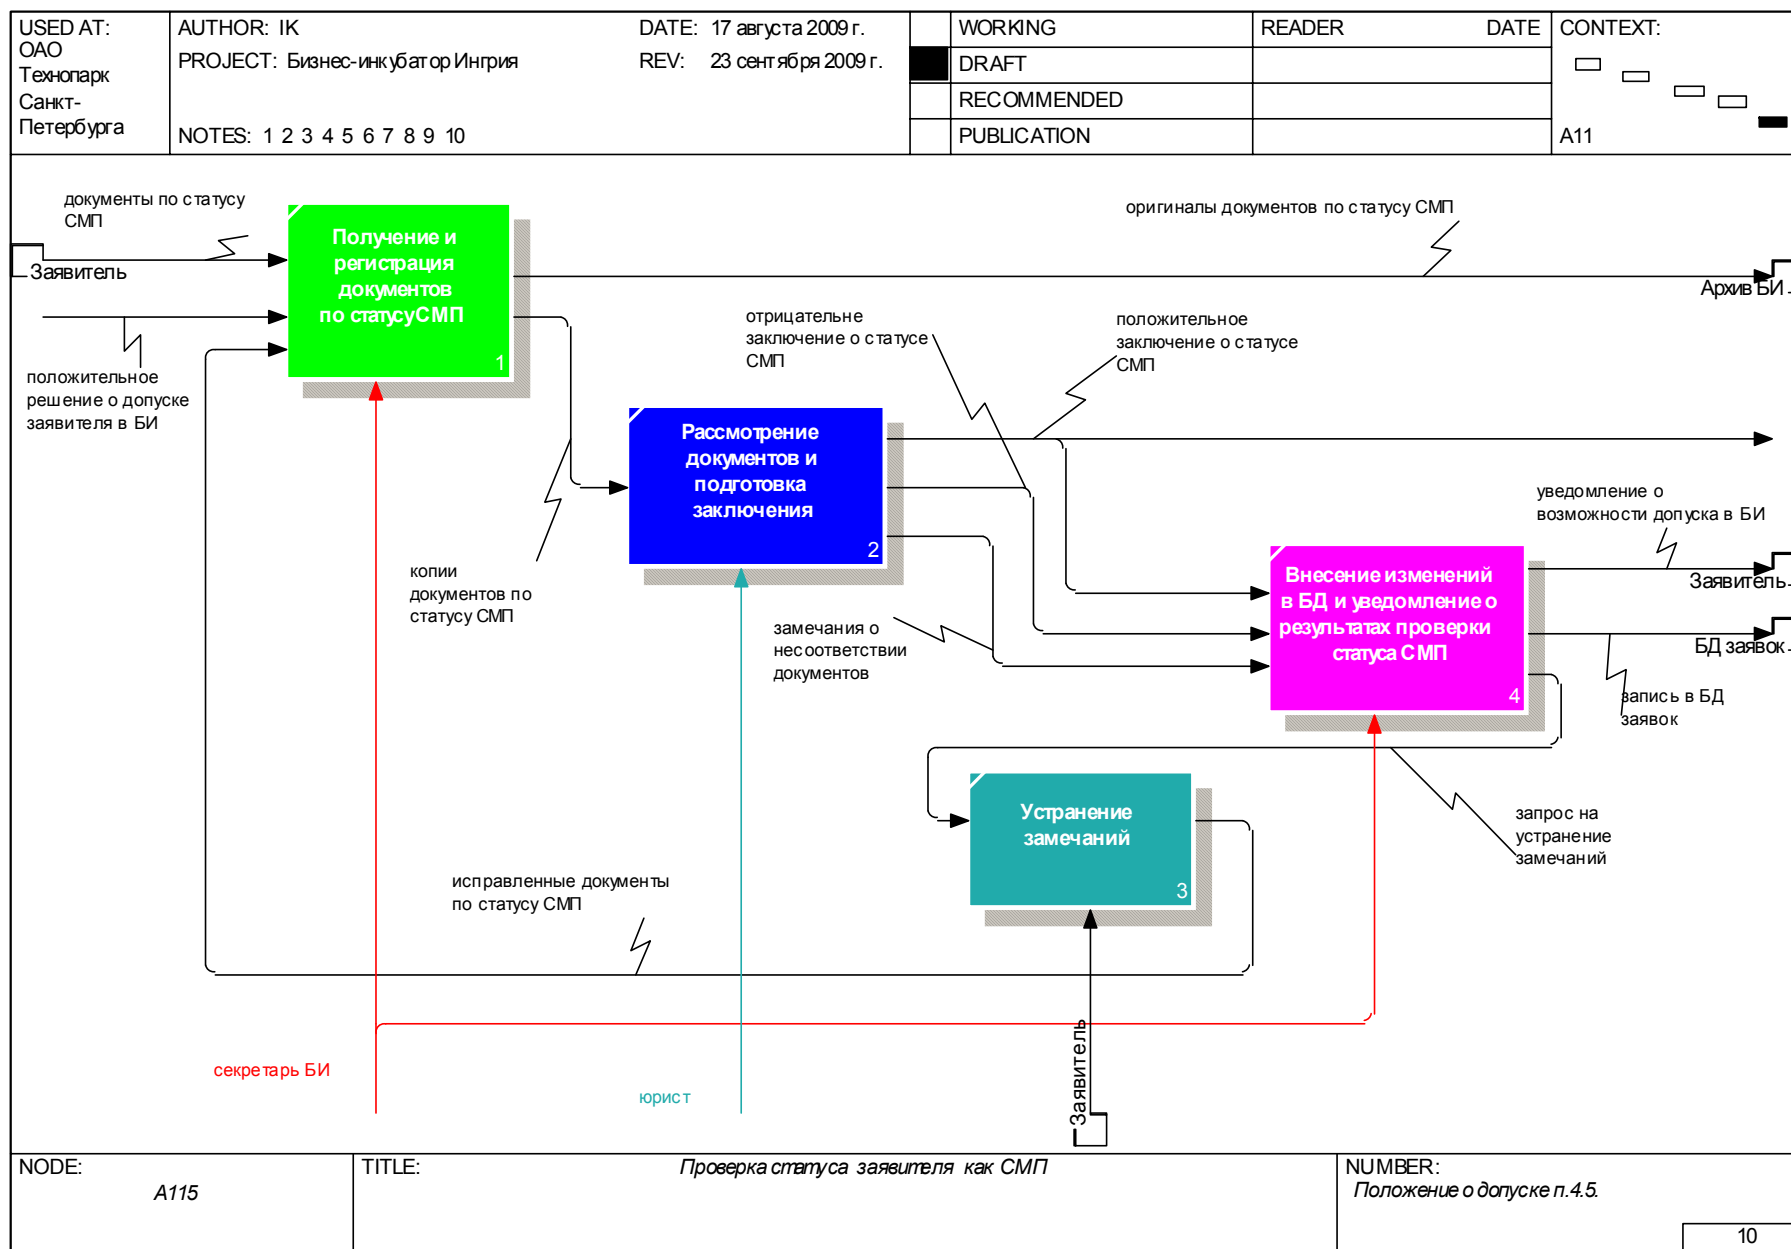 USED AT:
ОАО
Технопарк
Санкт-
Петербурга
AUTHOR: IK
DATE: 17 августа 2009 г.
PROJECT: Бизнес-инкубатор Ингрия
REV: 23 сентября 2009 г.
NOTES: 1 2 3 4 5 6 7 8 9 10
WORKING
DRAFT
RECOMMENDED
PUBLICATION
READER DATE
CONTEXT:
A11
документы по статусу
СМП
Заявитель
положительное
решение о допуске
заявителя в БИ
Получение и
регистрация
документов
по статусу СМП
1
оригиналы документов по статусу СМП
Архив БИ
отрицательне
заключение о статусе
СМП
положительное
заключение о статусе
СМП
Рассмотрение
документов и
подготовка
заключения
2
копии
документов по
статусу СМП
уведомление о
возможности допуска в БИ
Заявитель
БД заявок
запись в БД
заявок
Внесение изменений
в БД и уведомление о
результатах проверки
статуса СМП
4
замечания о
несоответствии
документов
Устранение
замечаний
3
запрос на
устранение
замечаний
исправленные документы
по статусу СМП
секретарь БИ
юрист
Заявитель
NODE:
A115
TITLE:
Проверка статуса заявителя как СМП
NUMBER:
Положение о допуске п.4.5.
10